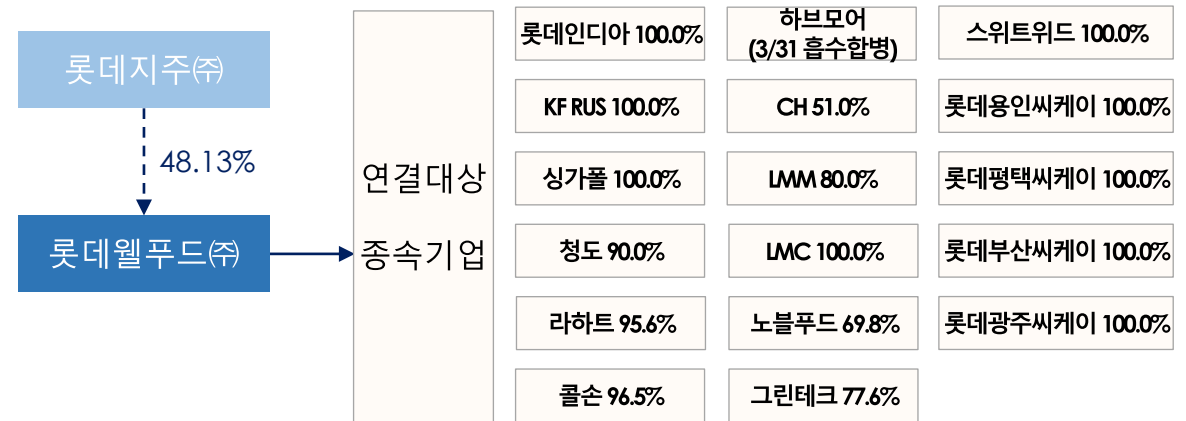 롯데지주㈜
48.13%
롯데웰푸드㈜
연결대상
종속기업
롯데인디아 100.0%
KF RUS 100.0%
싱가폴 100.0%
청도 90.0%
라하트 95.6%
콜손 96.5%
하브모어
(3/31 흡수합병)
CH 51.0%
LMM 80.0%
LMC 100.0%
노블푸드 69.8%
그린테크 77.6%
스위트위드 100.0%
롯데용인씨케이 100.0%
롯데평택씨케이 100.0%
롯데부산씨케이 100.0%
롯데광주씨케이 100.0%